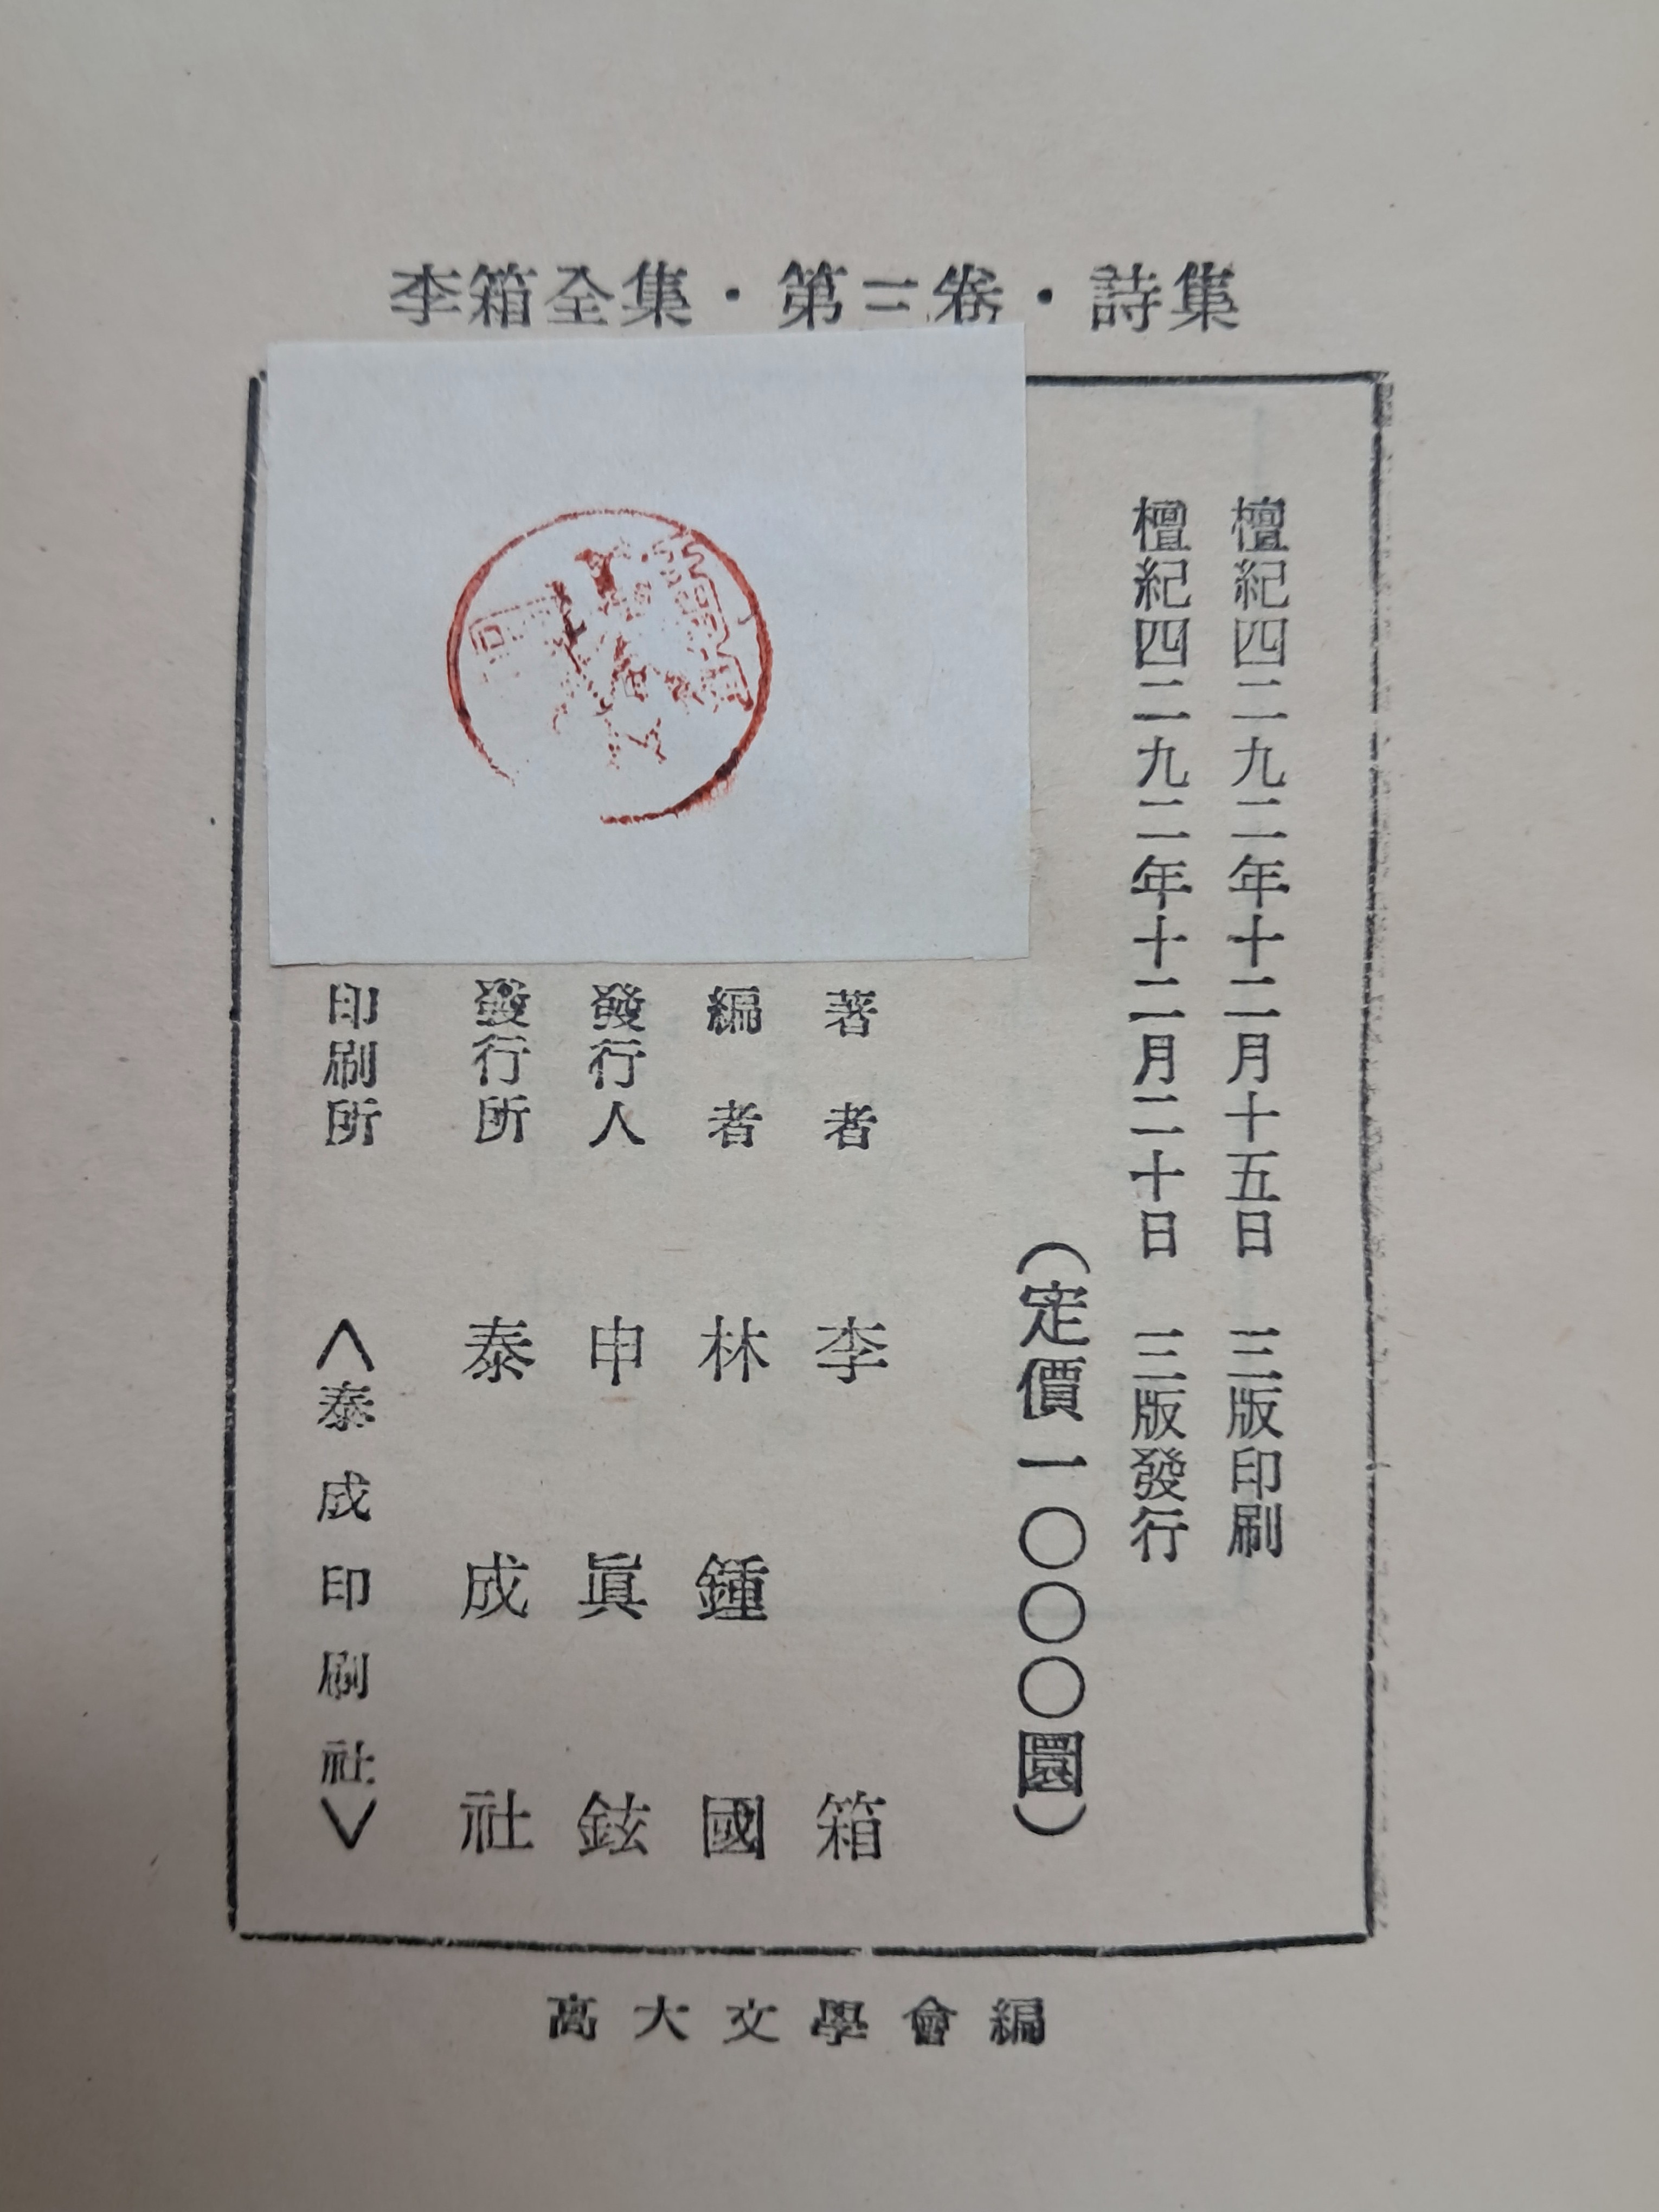 李箱全集・第二卷・詩集
檀紀四二九二年十二月十五日 三版印刷
檀紀四二九二年十二月二十日 三版發行
(定價一〇〇〇圜)
著者 李箱
編者 林鍾國
發行人 申眞鉉
發行所 泰成社
印刷所 <泰成印刷社>
高大文學會編